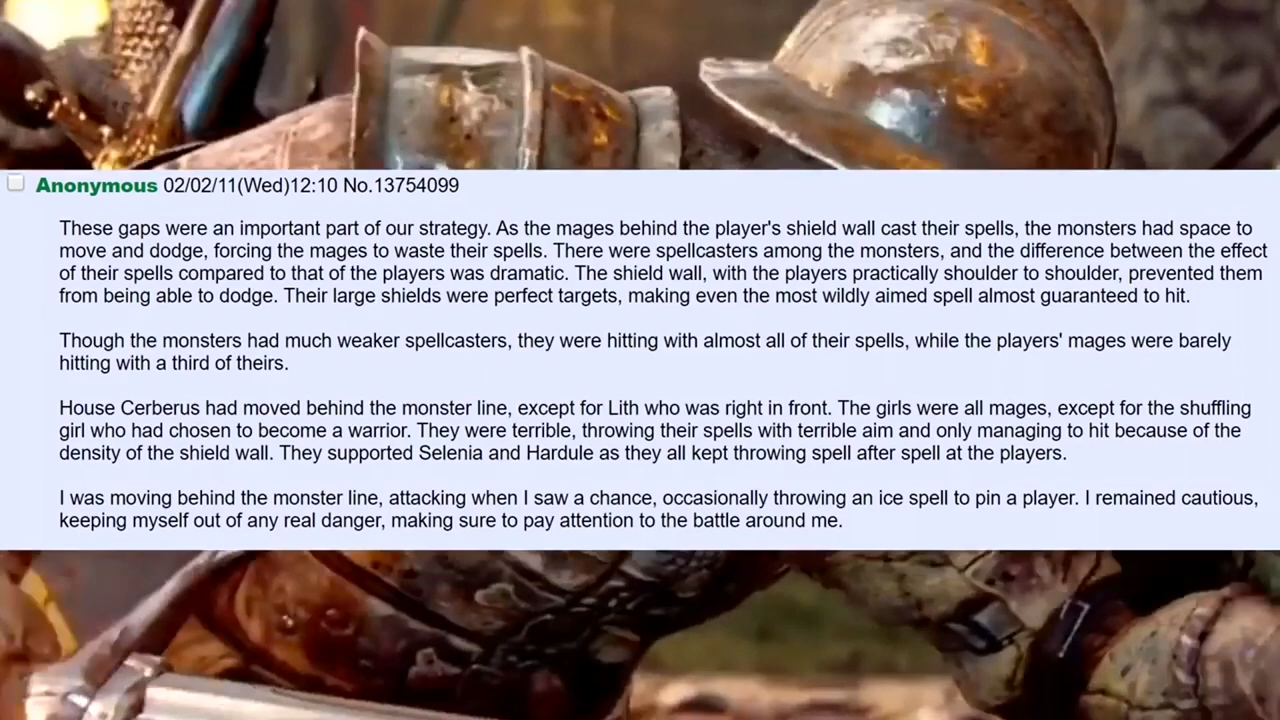 Anonymous 02/02/11(Wed)12:10 No.13754099
These gaps were an important part of our strategy. As the mages behind the player's shield wall cast their spells, the monsters had space to
move and dodge, forcing the mages to waste their spells. There were spellcasters among the monsters, and the difference between the effect
of their spells compared to that of the players was dramatic. The shield wall, with the players practically shoulder to shoulder, prevented them
from being able to dodge. Their large shields were perfect targets, making even the most wildly aimed spell almost guaranteed to hit.
Though the monsters had much weaker spellcasters, they were hitting with almost all of their spells, while the players' mages were barely
hitting with a third of theirs.
House Cerberus had moved behind the monster line, except for Lith who was right in front. The girls were all mages, except for the shuffling
girl who had chosen to become a warrior. They were terrible, throwing their spells with terrible aim and only managing to hit because of the
density of the shield wall. They supported Selenia and Hardule as they all kept throwing spell after spell at the players.
I was moving behind the monster line, attacking when I saw a chance, occasionally throwing an ice spell to pin a player. I remained cautious,
keeping myself out of any real danger, making sure to pay attention to the battle around me.